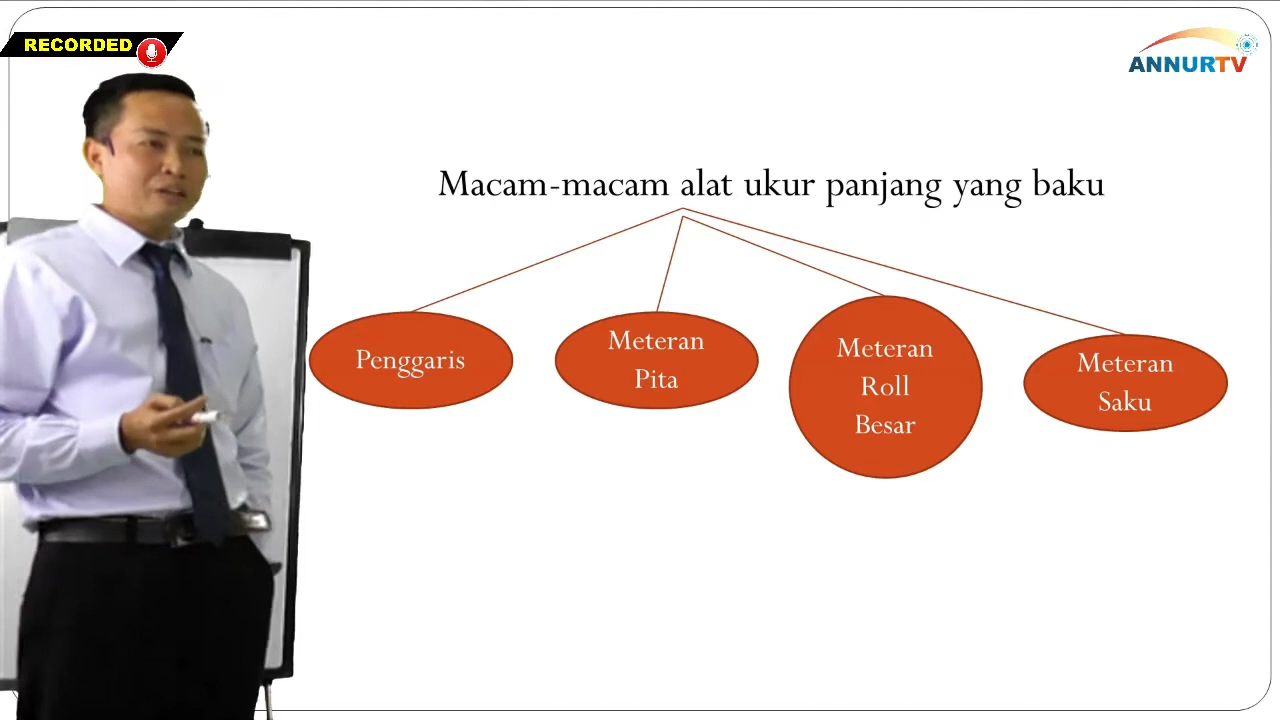 RECORDED
ANNURTV
Macam-macam alat ukur panjang yang baku
Penggaris
Meteran
Pita
Meteran
Roll
Besar
Meteran
Saku